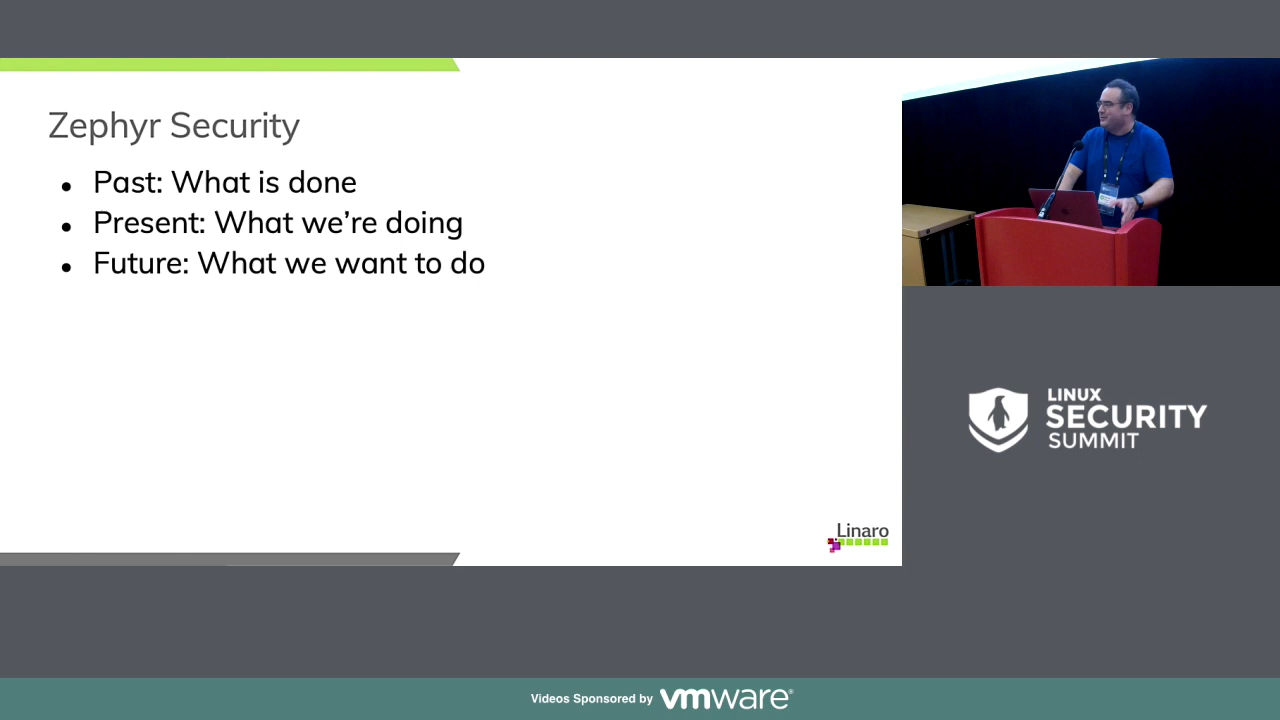 Zephyr Security
● Past: What is done
● Present: What we're doing
● Future: What we want to do
Linaro
LINUX
SECURITY
SUMMIT
Videos Sponsored by vmware®